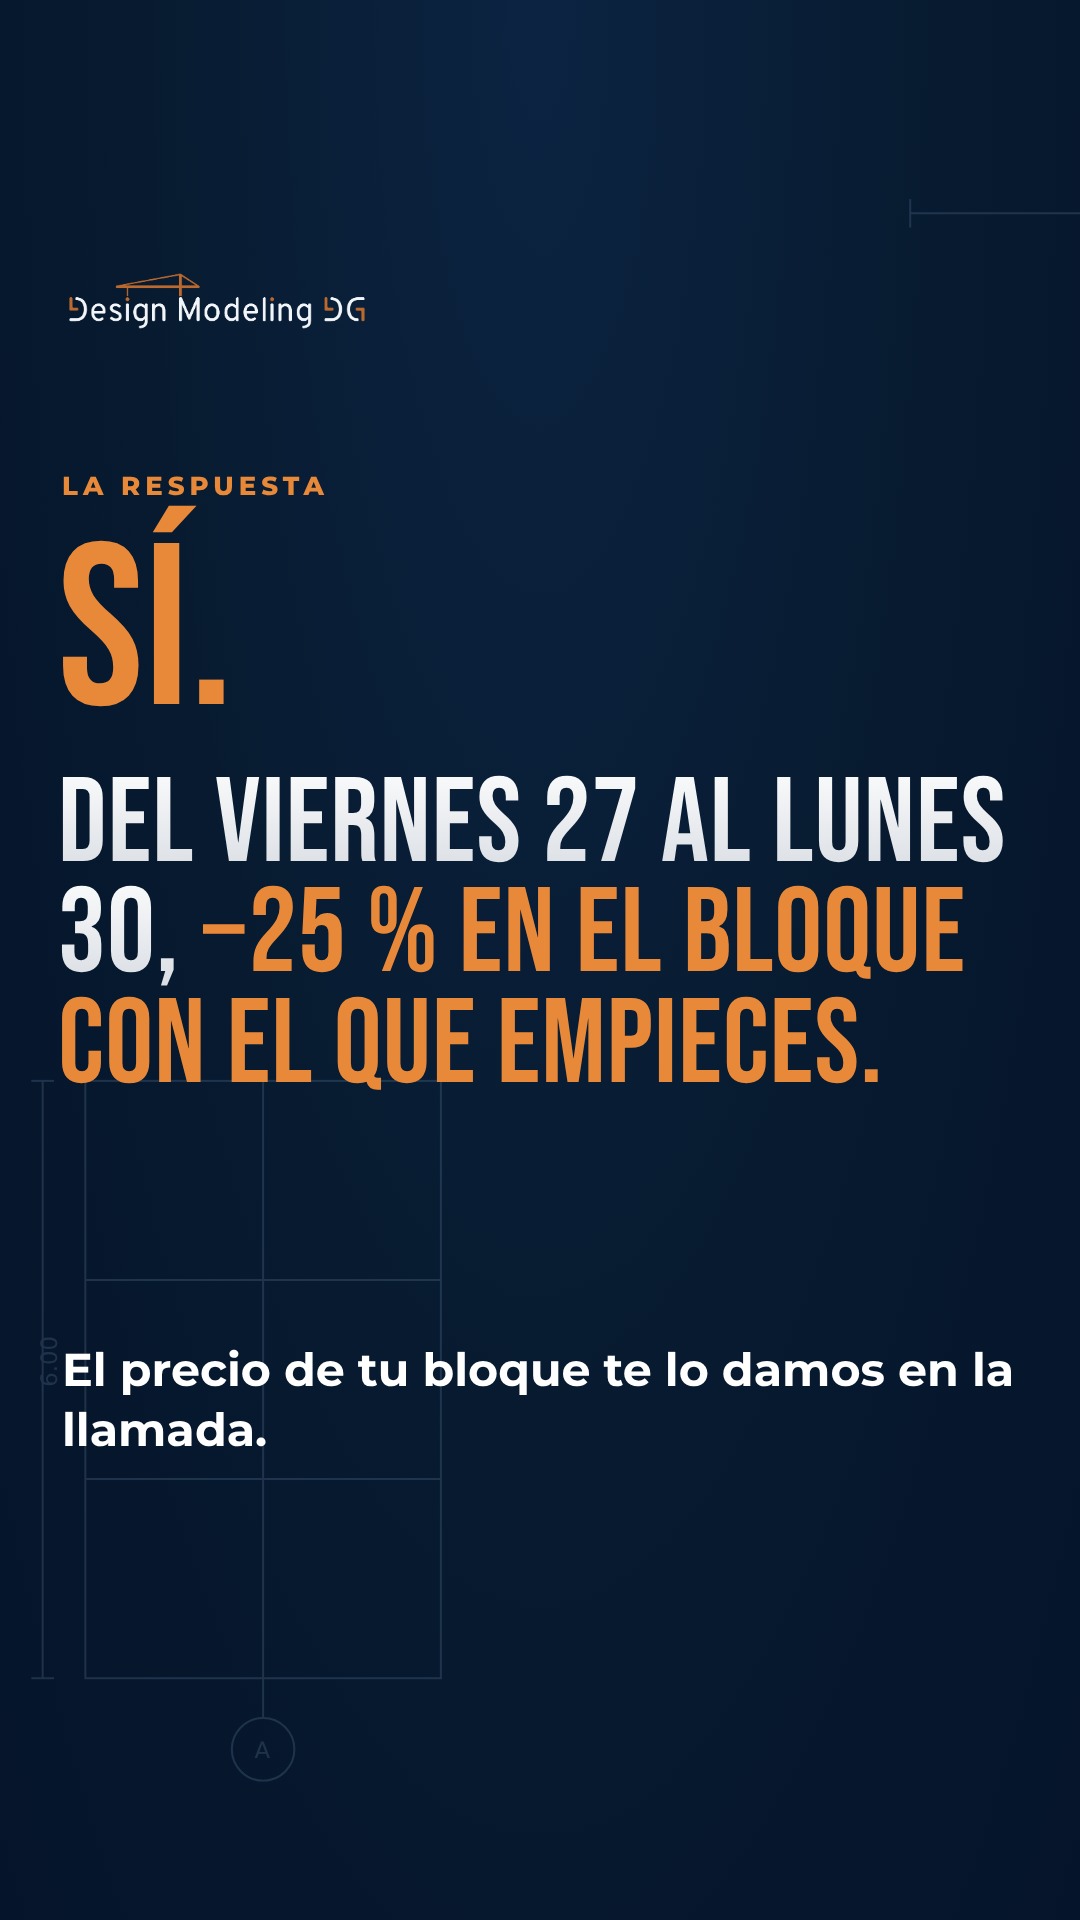 Design Modeling DG
LA RESPUESTA
SÍ.
DEL VIERNES 27 AL LUNES
30, –25 % EN EL BLOQUE
CON EL QUE EMPIECES.
6.00
El precio de tu bloque te lo damos en la
llamada.
A